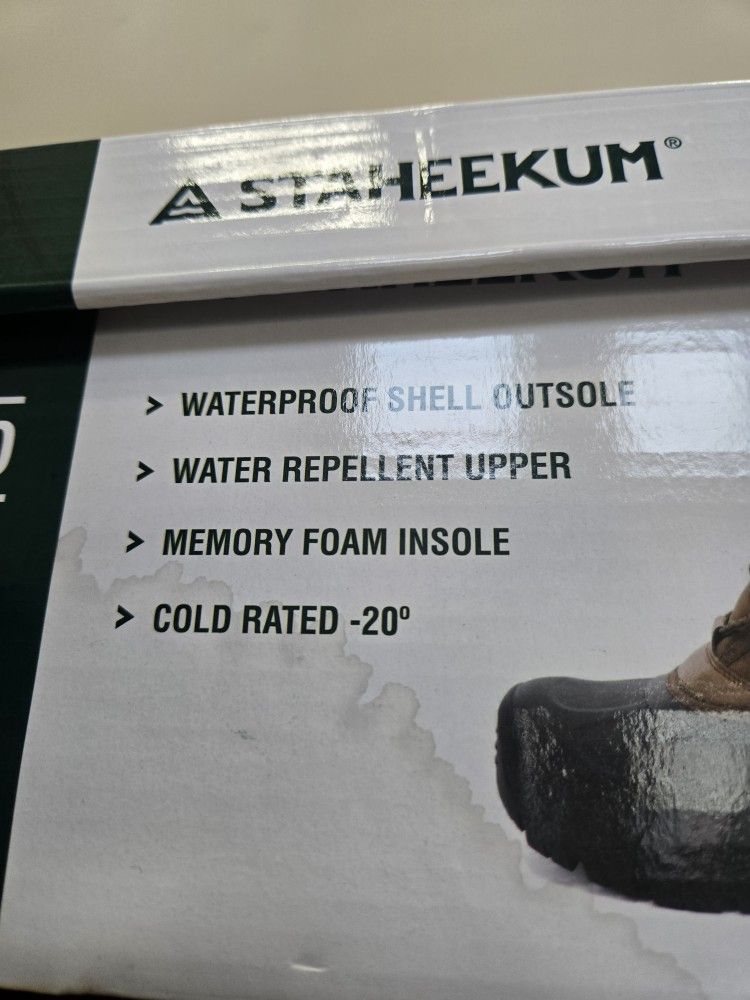 STAHEEKUM®
> WATERPROOF SHELL OUTSOLE
> WATER REPELLENT UPPER
> MEMORY FOAM INSOLE
> COLD RATED -20º